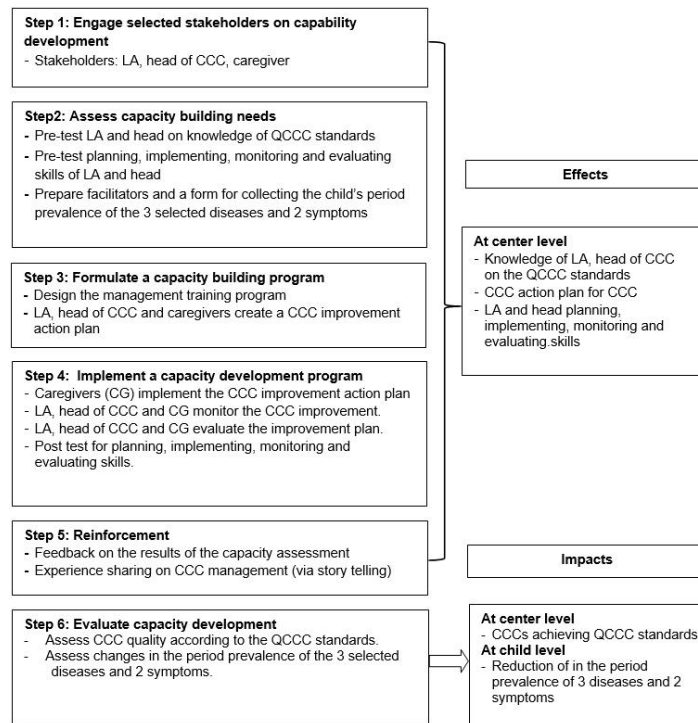 Step 1: Engage selected stakeholders on capability
development
- Stakeholders: LA, head of CCC, caregiver
Step2: Assess capacity building needs
- Pre-test LA and head on knowledge of QCCC standards
- Pre-test planning, implementing, monitoring and evaluating
skills of LA and head
- Prepare facilitators and a form for collecting the child's period
prevalence of the 3 selected diseases and 2 symptoms
Step 3: Formulate a capacity building program
- Design the management training program
- LA, head of CCC and caregivers create a CCC improvement
action plan
Step 4: Implement a capacity development program
- Caregivers (CG) implement the CCC improvement action plan
- LA, head of CCC and CG monitor the CCC improvement.
- LA, head of CCC and CG evaluate the improvement plan.
- Post test for planning, implementing, monitoring and
evaluating skills.
Step 5: Reinforcement
- Feedback on the results of the capacity assessment
- Experience sharing on CCC management (via story telling)
Step 6: Evaluate capacity development
- Assess CCC quality according to the QCCC standards.
- Assess changes in the period prevalence of the 3 selected
diseases and 2 symptoms.
Effects
At center level
- Knowledge of LA, head of CCC
on the QCCC standards
- CCC action plan for CCC
- LA and head planning,
implementing, monitoring and
evaluating.skills
Impacts
At center level
- CCCs achieving QCCC standards
At child level
- Reduction of in the period
prevalence of 3 diseases and 2
symptoms